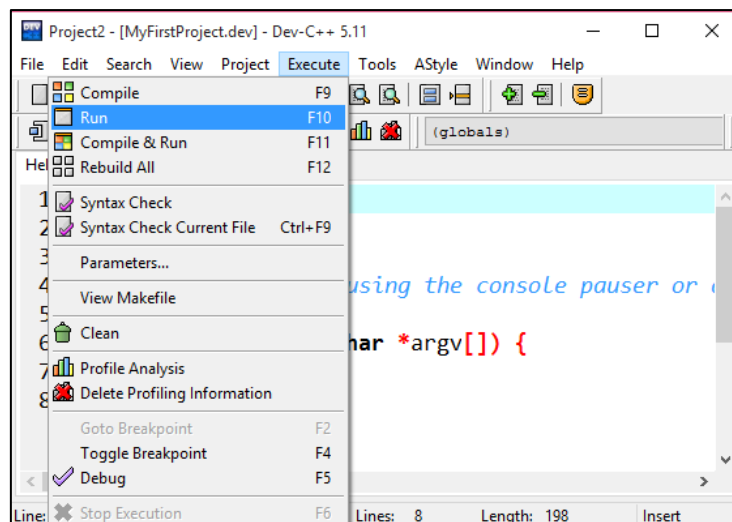 Project2 - [MyFirstProject.dev] - Dev-C++ 5.11
File Edit Search View Project Execute Tools AStyle Window Help
Compile F9
Run F10
Compile & Run F11
Rebuild All F12
Syntax Check
Syntax Check Current File Ctrl+F9
Parameters...
View Makefile
Clean
Profile Analysis
Delete Profiling Information
Goto Breakpoint F2
Toggle Breakpoint F4
Debug F5
Stop Execution F6
(globals)
1
2
3
4 using the console pauser or
5
6 *argv[]) {
7
8
Line: Lines: 8 Length: 198 Insert